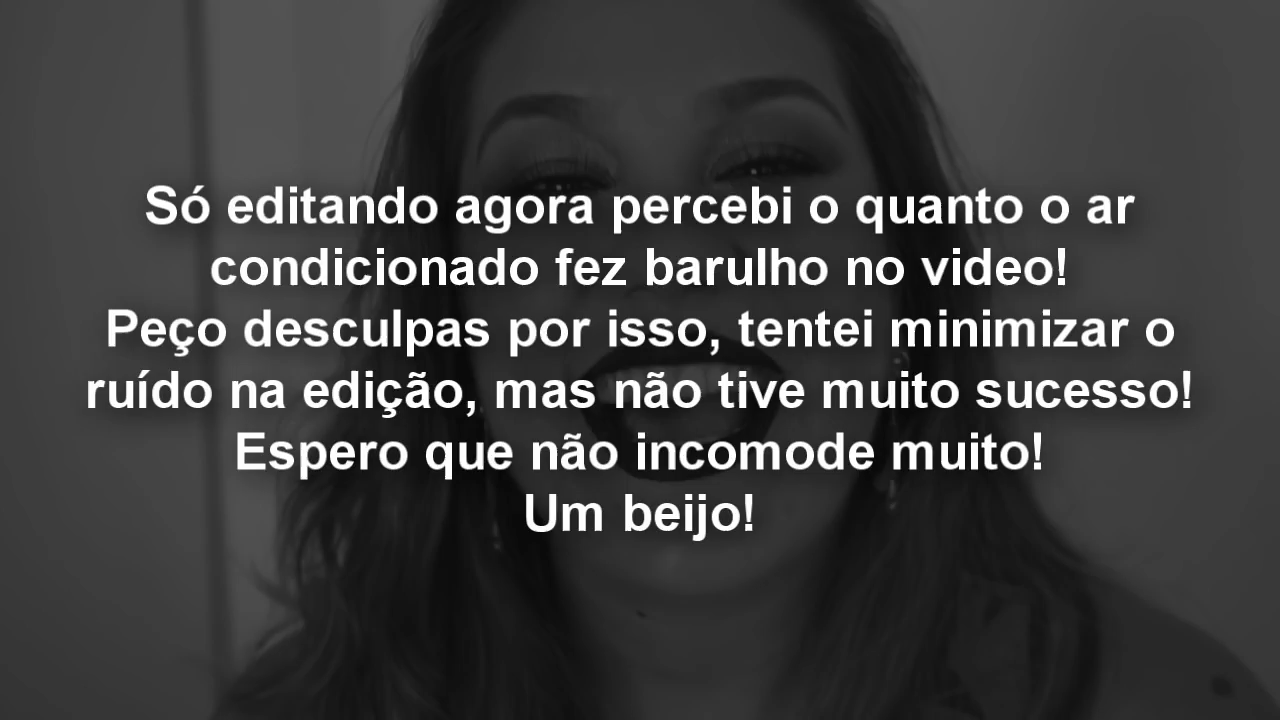 Só editando agora percebi o quanto o ar
condicionado fez barulho no video!
Peço desculpas por isso, tentei minimizar o
ruído na edição, mas não tive muito sucesso!
Espero que não incomode muito!
Um beijo!